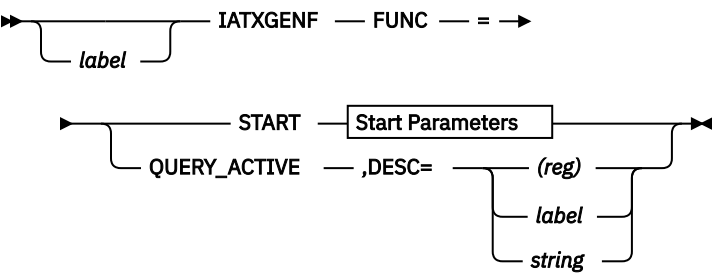 IATXGENF FUNC =
label
START Start Parameters
QUERY_ACTIVE ,DESC= (reg)
label
string